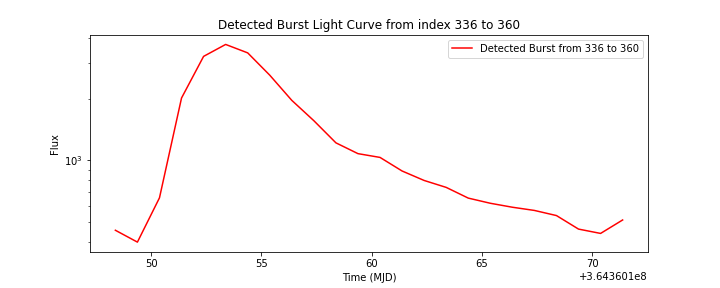 Detected Burst Light Curve from index 336 to 360
Detected Burst from 336 to 360
Flux
10³
50 55 60 65 70
Time (MJD)
+3.643601e8